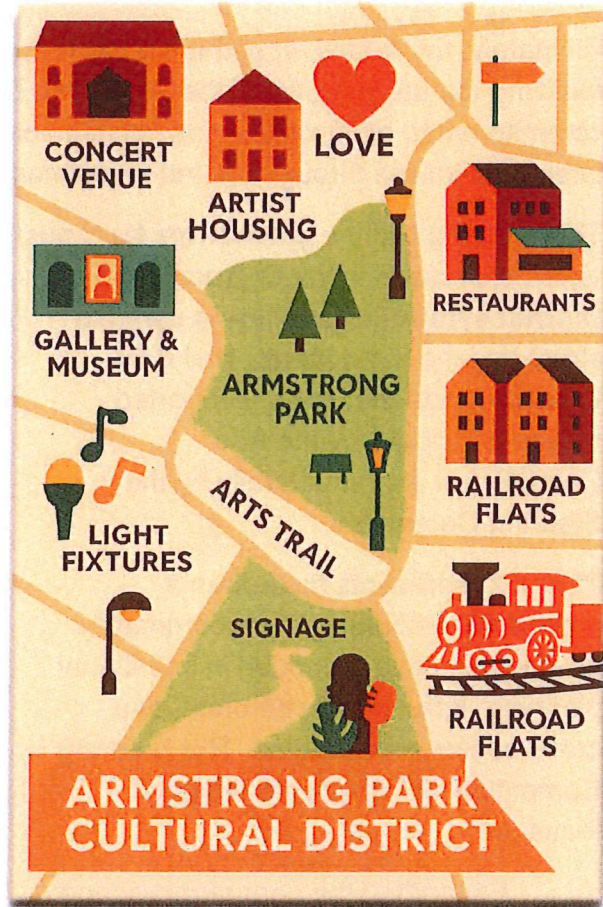 CONCERT
VENUE
ARTIST
HOUSING
LOVE
RESTAURANTS
GALLERY &
MUSEUM
ARMSTRONG
PARK
RAILROAD
FLATS
LIGHT
FIXTURES
ARTS TRAIL
SIGNAGE
RAILROAD
FLATS
ARMSTRONG PARK
CULTURAL DISTRICT